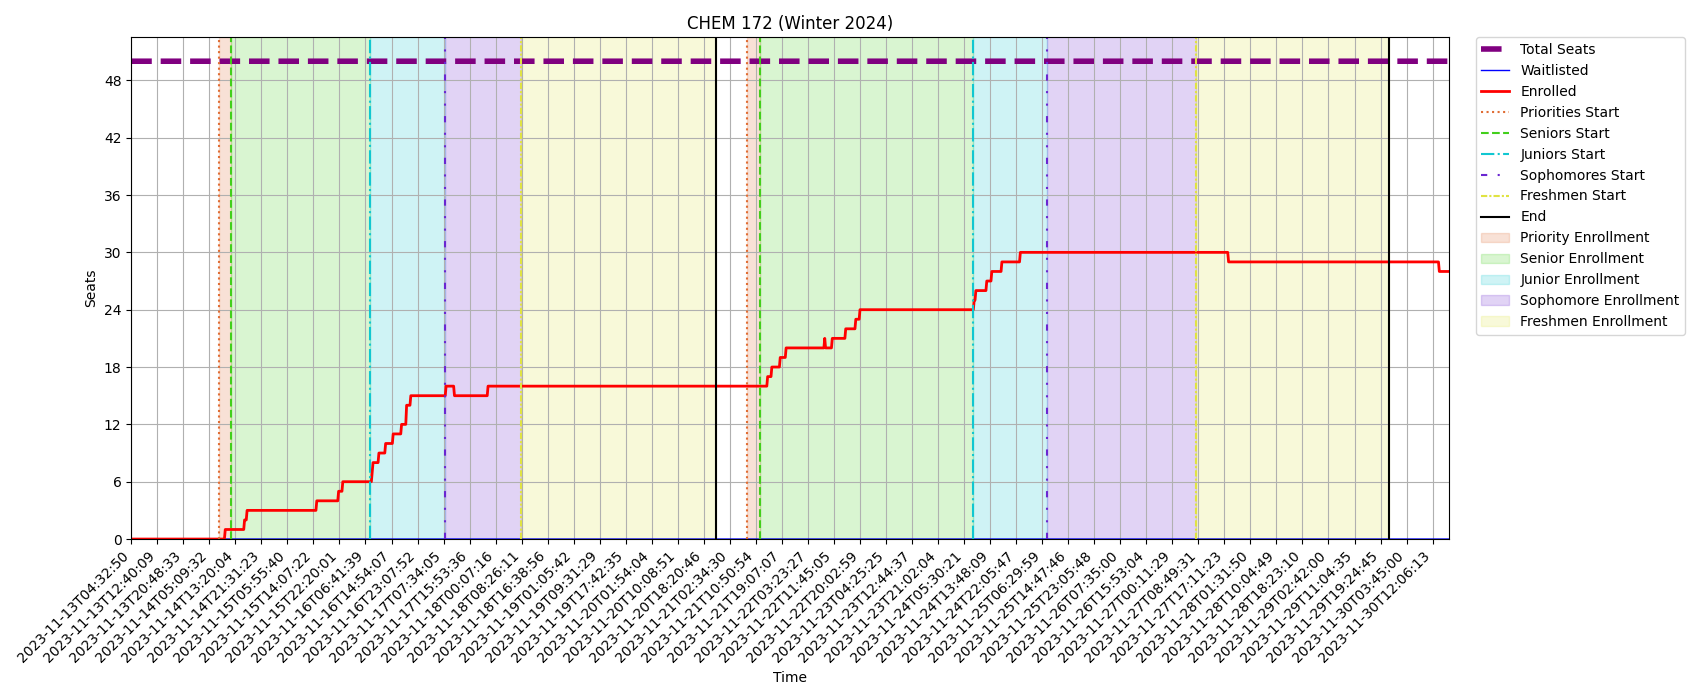 CHEM 172 (Winter 2024)
Seats
48
42
36
30
24
18
12
6
0
2023-11-13T04:32:50
2023-11-13T12:40:09
2023-11-13T20:48:33
2023-11-14T05:09:32
2023-11-14T13:20:04
2023-11-14T21:31:23
2023-11-15T05:55:40
2023-11-15T14:07:22
2023-11-15T22:20:01
2023-11-16T06:41:39
2023-11-16T14:54:07
2023-11-16T23:07:52
2023-11-17T07:34:05
2023-11-17T15:53:36
2023-11-18T00:07:16
2023-11-18T08:26:11
2023-11-18T16:38:56
2023-11-19T01:05:42
2023-11-19T09:31:29
2023-11-19T17:42:35
2023-11-20T01:54:04
2023-11-20T10:08:51
2023-11-20T18:20:46
2023-11-21T02:34:30
2023-11-21T10:50:54
2023-11-21T19:07:07
2023-11-22T03:23:27
2023-11-22T11:45:05
2023-11-22T20:02:59
2023-11-23T04:25:25
2023-11-23T12:44:37
2023-11-23T21:02:04
2023-11-24T05:30:21
2023-11-24T13:48:09
2023-11-24T22:05:47
2023-11-25T06:29:59
2023-11-25T14:47:46
2023-11-25T23:05:48
2023-11-26T07:35:00
2023-11-26T15:53:04
2023-11-27T00:11:29
2023-11-27T08:49:31
2023-11-27T17:11:23
2023-11-28T01:31:50
2023-11-28T10:04:49
2023-11-28T18:23:10
2023-11-29T02:42:00
2023-11-29T11:04:35
2023-11-29T19:24:45
2023-11-30T03:45:00
2023-11-30T12:06:13
Time
Total Seats
Waitlisted
Enrolled
Priorities Start
Seniors Start
Juniors Start
Sophomores Start
Freshmen Start
End
Priority Enrollment
Senior Enrollment
Junior Enrollment
Sophomore Enrollment
Freshmen Enrollment